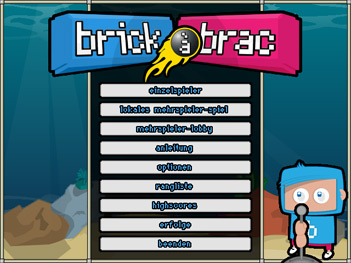 brick à brac
einzelspieler
lokales mehrspieler-spiel
mehrspieler-lobby
anleitung
optionen
rangliste
highscores
erfolge
beenden